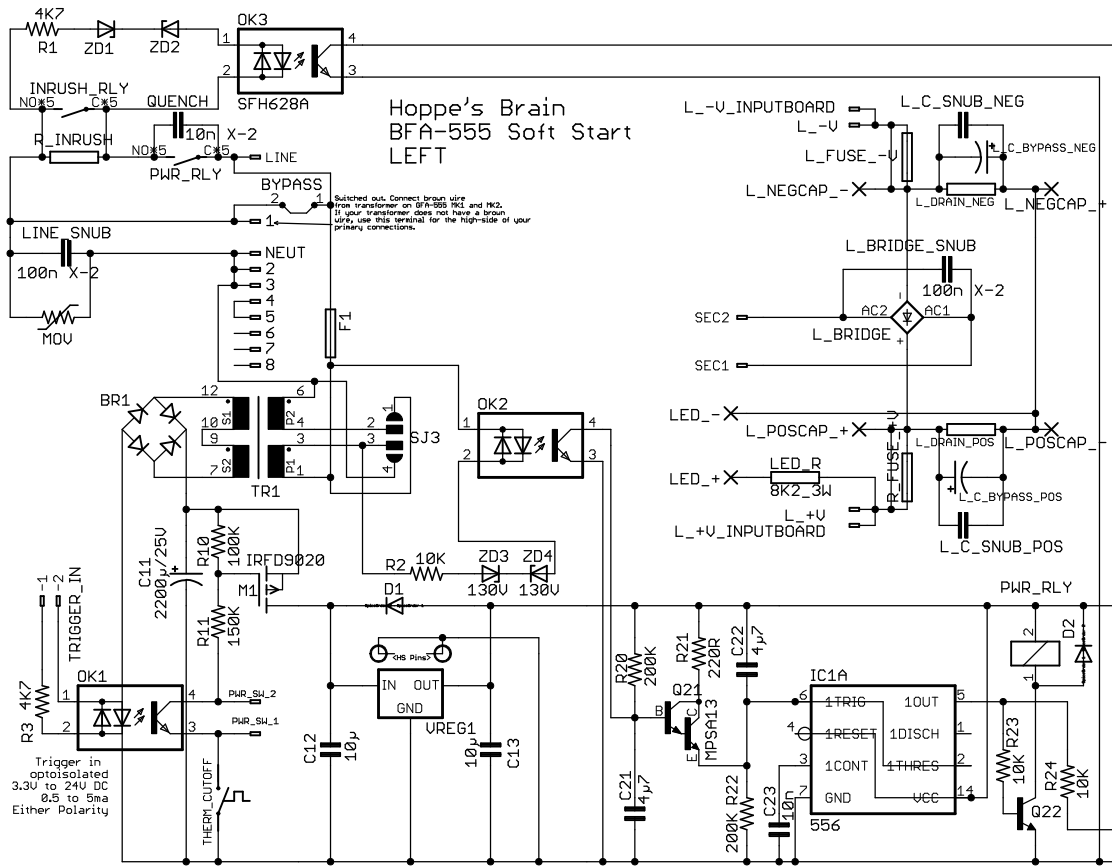 OK3
4K7
R1
ZD1
ZD2
1
2
4
3
SFH628A
INRUSH_RLY
NO*5
C*5
QUENCH
10n X-2
R_INRUSH
NO*5
C*5
PWR_RLY
LINE
Hoppe's Brain
BFA-555 Soft Start
LEFT
BYPASS
2
1
Switched out. Connect brown wire
from transformer on GFA-555 MK1 and MK2.
If your transformer does not have a brown
wire, use this terminal for the high-side of your
primary connections.
1
LINE_SNUB
100n X-2
MOV
NEUT
2
3
4
5
6
7
8
F1
L_-V_INPUTBOARD
L_-V
L_FUSE_-V
L_C_SNUB_NEG
L_C_BYPASS_NEG
L_NEGCAP_-
L_DRAIN_NEG
L_NEGCAP_+
L_BRIDGE_SNUB
100n X-2
SEC2
AC2
AC1
-
+
L_BRIDGE
SEC1
LED_-
L_POSCAP_+
L_DRAIN_POS
L_POSCAP_-
R_FUSE_+V
LED_+
LED_R
8K2_3W
L_C_BYPASS_POS
L_+V
L_+V_INPUTBOARD
L_C_SNUB_POS
BR1
12
10
9
7
S1
S2
P2
P1
6
4
3
1
TR1
2
3
1
4
SJ3
OK2
1
2
4
3
C11
2200µ/25V
R10
100K
IRFD9020
M1
R11
150K
R2
10K
ZD3
130V
ZD4
130V
D1
-1
-2
TRIGGER_IN
4K7
R3
OK1
1
2
4
3
PWR_SW_2
PWR_SW_1
Trigger in
optoisolated
3.3V to 24V DC
0.5 to 5ma
Either Polarity
THERM_CUTOFF
<HS Pins>
IN
OUT
GND
VREG1
C12
10µ
10µ
C13
R20
200K
R21
220R
C22
4µ7
Q21
B
C
E
MPSA13
C21
4µ7
R22
200K
C23
10n
IC1A
6
4
3
7
1TRIG
1RESET
1CONT
GND
1OUT
1DISCH
1THRES
VCC
5
1
2
14
556
PWR_RLY
2
1
D2
R23
10K
R24
10K
Q22